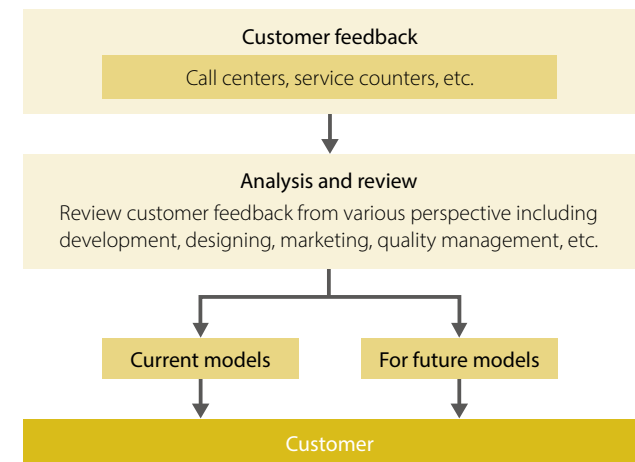 Customer feedback
Call centers, service counters, etc.
Analysis and review
Review customer feedback from various perspective including
development, designing, marketing, quality management, etc.
Current models
For future models
Customer